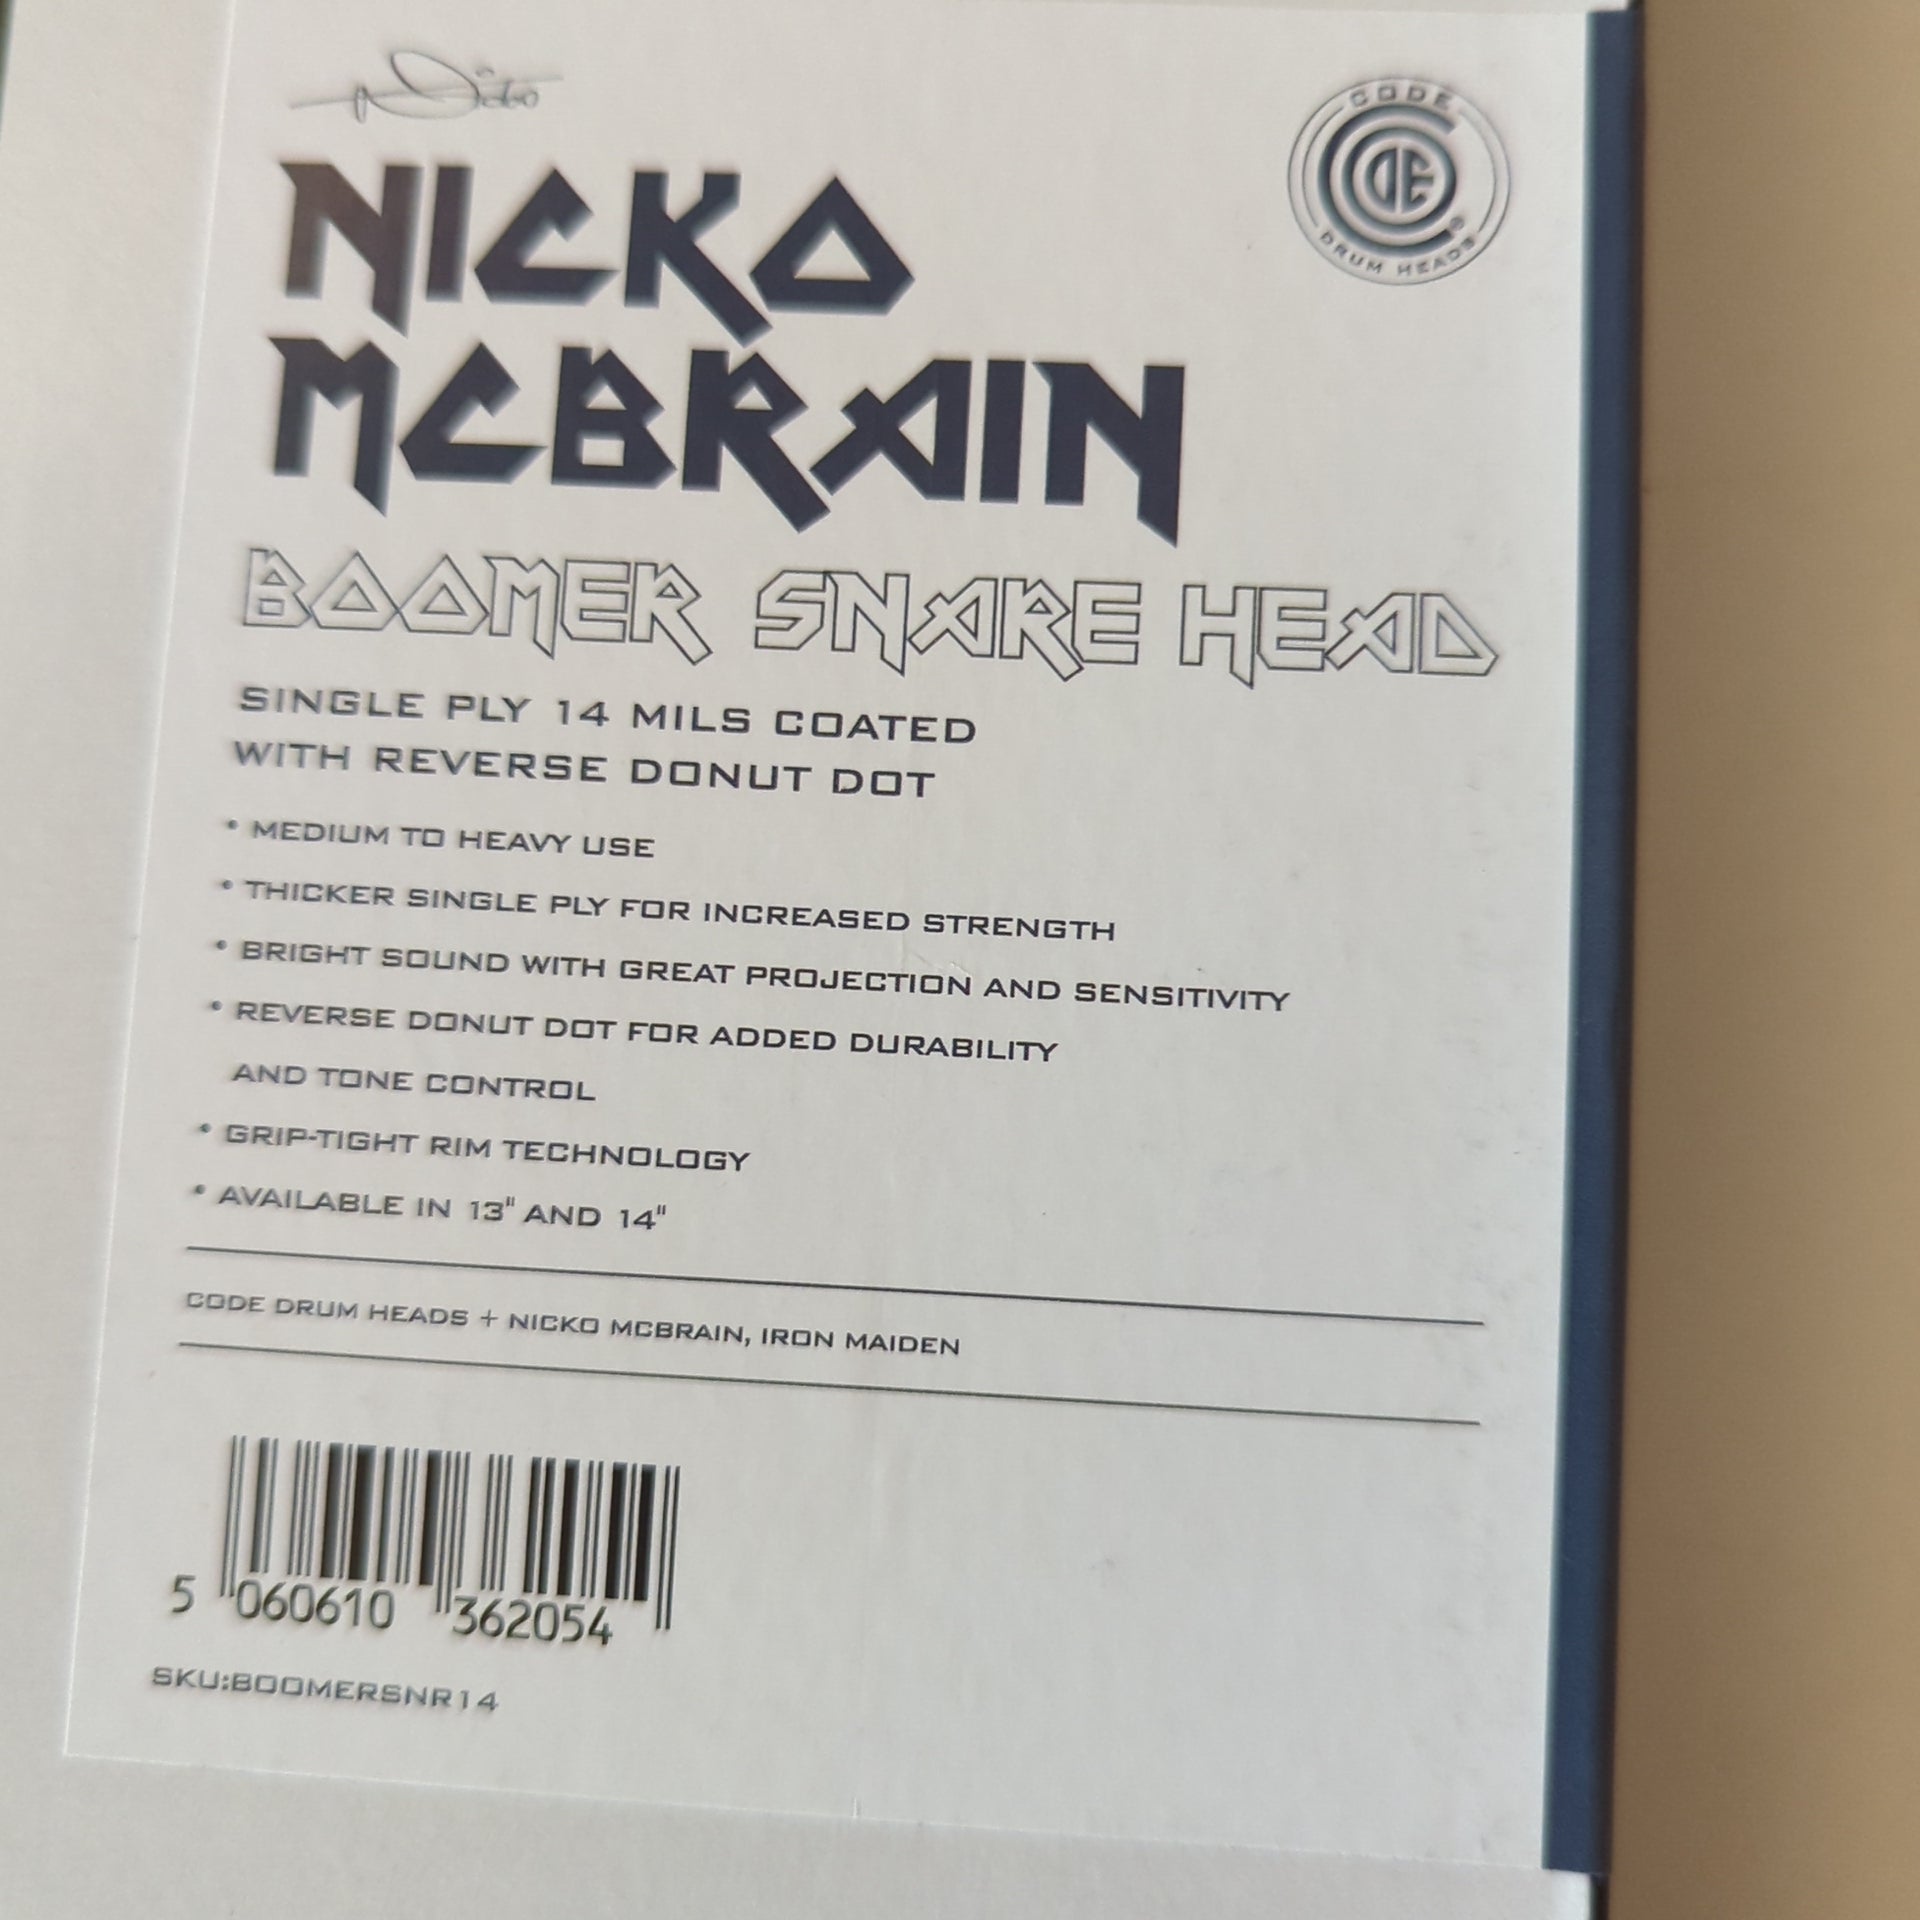 Nicko
CODE
CODE
DRUM HEADS®
NICKO
MCBRAIN
BOOMER SNARE HEAD
SINGLE PLY 14 MILS COATED
WITH REVERSE DONUT DOT
• MEDIUM TO HEAVY USE
• THICKER SINGLE PLY FOR INCREASED STRENGTH
• BRIGHT SOUND WITH GREAT PROJECTION AND SENSITIVITY
• REVERSE DONUT DOT FOR ADDED DURABILITY
AND TONE CONTROL
• GRIP-TIGHT RIM TECHNOLOGY
• AVAILABLE IN 13" AND 14"
CODE DRUM HEADS + NICKO MCBRAIN, IRON MAIDEN
5 060610 362054
SKU:BOOMERSNR14